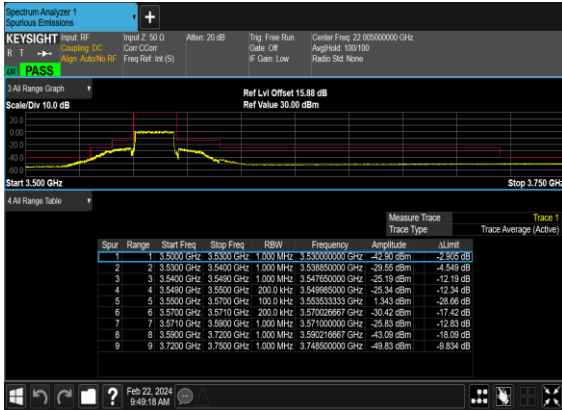 Spectrum Analyzer 1
Spurious Emissions
+
KEYSIGHT Input: RF Input Z: 50 Ω Atten: 20 dB Trig: Free Run Center Freq: 22.005000000 GHz
R T Coupling: DC Corr CCorr Gate: Off Avg|Hold: 100/100
Align: Auto/No RF Freq Ref: Int (S) IF Gain: Low Radio Std: None
LXI PASS
3 All Range Graph Ref Lvl Offset 15.88 dB
Scale/Div 10.0 dB Ref Value 30.00 dBm
20.0
0.00
-20.0
-40.0
-60.0
Start 3.500 GHz Stop 3.750 GHz
4 All Range Table
Measure Trace Trace 1
Trace Type Trace Average (Active)
Spur Range Start Freq Stop Freq RBW Frequency Amplitude ΔLimit
1 1 3.5000 GHz 3.5300 GHz 1.000 MHz 3.530000000 GHz -42.90 dBm -2.905 dB
2 2 3.5300 GHz 3.5400 GHz 1.000 MHz 3.538850000 GHz -29.55 dBm -4.549 dB
3 3 3.5400 GHz 3.5490 GHz 1.000 MHz 3.547650000 GHz -25.19 dBm -12.19 dB
4 4 3.5490 GHz 3.5500 GHz 200.0 kHz 3.549985000 GHz -25.34 dBm -12.34 dB
5 5 3.5500 GHz 3.5700 GHz 100.0 kHz 3.553533333 GHz 1.343 dBm -28.66 dB
6 6 3.5700 GHz 3.5710 GHz 200.0 kHz 3.570026667 GHz -30.42 dBm -17.42 dB
7 7 3.5710 GHz 3.5900 GHz 1.000 MHz 3.571000000 GHz -25.83 dBm -12.83 dB
8 8 3.5900 GHz 3.7200 GHz 1.000 MHz 3.590216667 GHz -43.09 dBm -18.09 dB
9 9 3.7200 GHz 3.7500 GHz 1.000 MHz 3.748500000 GHz -49.83 dBm -9.834 dB
? Feb 22, 2024
9:49:18 AM